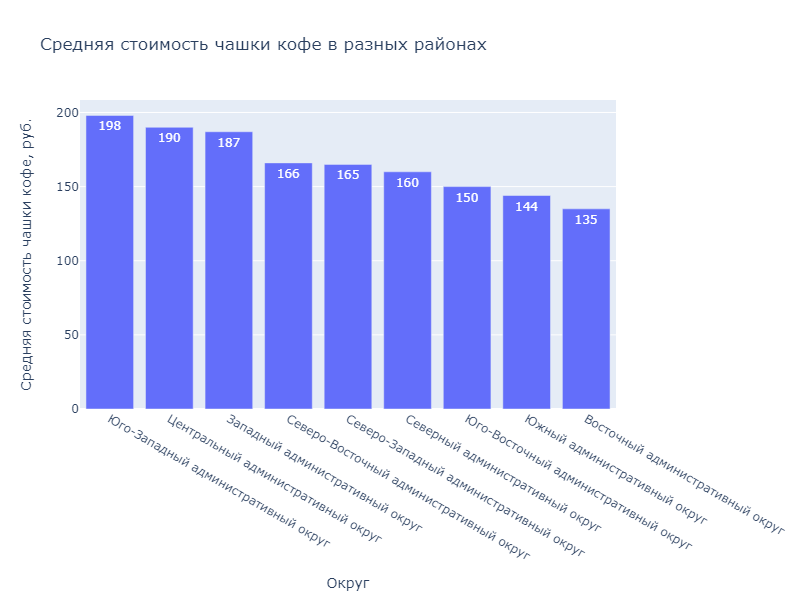 Средняя стоимость чашки кофе в разных районах
Средняя стоимость чашки кофе, руб.
200
150
100
50
0
198
190
187
166
165
160
150
144
135
Юго-Западный административный округ
Центральный административный округ
Западный административный округ
Северо-Восточный административный округ
Северо-Западный административный округ
Северный административный округ
Юго-Восточный административный округ
Южный административный округ
Восточный административный округ
Округ